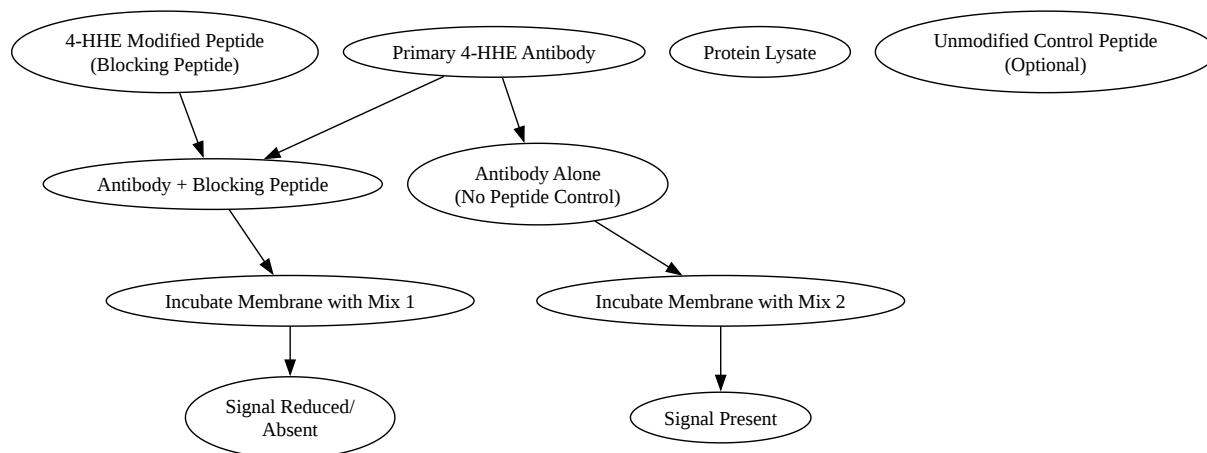 4-HHE Modified Peptide
(Blocking Peptide)
Primary 4-HHE Antibody
Protein Lysate
Unmodified Control Peptide
(Optional)
Antibody + Blocking Peptide
Antibody Alone
(No Peptide Control)
Incubate Membrane with Mix 1
Incubate Membrane with Mix 2
Signal Reduced/
Absent
Signal Present